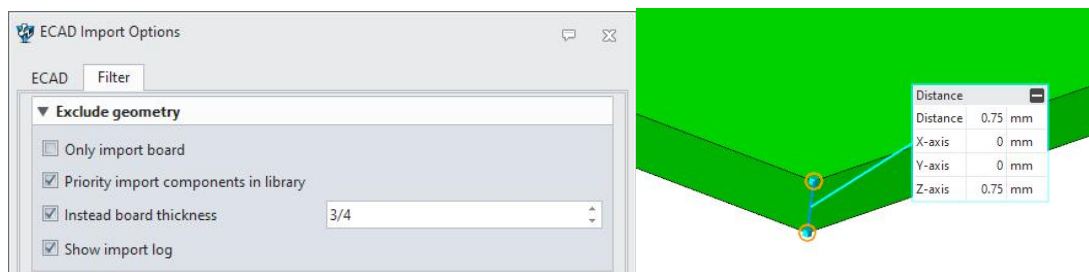 ECAD Import Options
ECAD Filter
Exclude geometry
Only import board
Priority import components in library
Instead board thickness 3/4
Show import log
Distance
Distance 0.75 mm
X-axis 0 mm
Y-axis 0 mm
Z-axis 0.75 mm